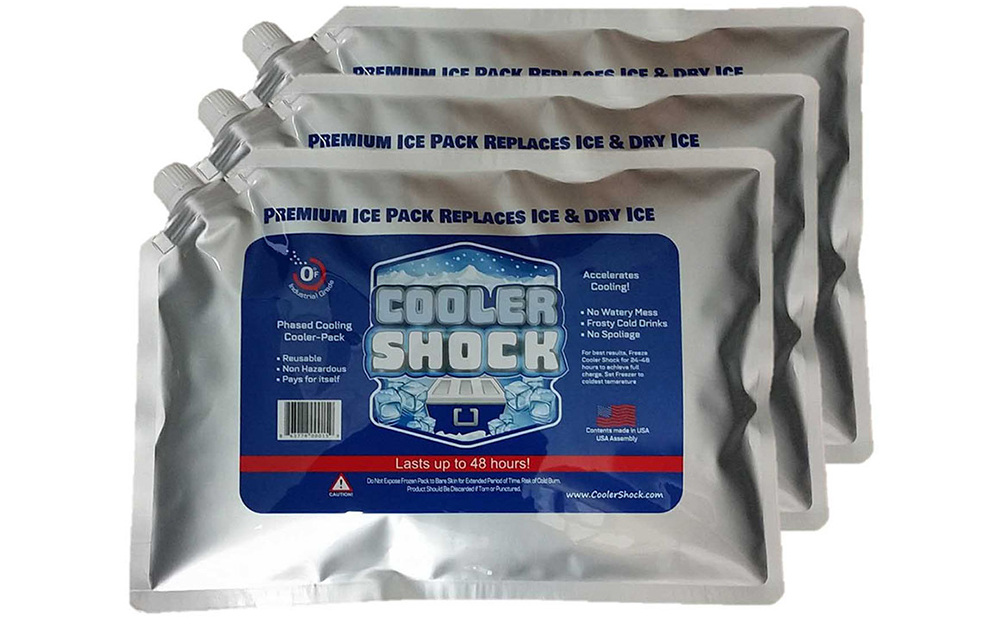 PREMIUM ICE PACK REPLACES ICE & DRY ICE
PREMIUM ICE PACK REPLACES ICE & DRY ICE
PREMIUM ICE PACK REPLACES ICE & DRY ICE
0°F
Industrial Grade
COOLER
SHOCK
Accelerates
Cooling!
• No Watery Mess
• Frosty Cold Drinks
• No Spoilage
Phased Cooling
Cooler-Pack
• Reusable
• Non Hazardous
• Pays for itself
For best results, Freeze
Cooler Shock for 24-48
hours to achieve full
charge. Set Freezer to
coldest tamarature
Contents made in USA
USA Assembly
Lasts up to 48 hours!
CAUTION!
Do Not Expose Frozen Pack to Bare Skin for Extended Period of Time. Risk of Cold Burn.
Product Should Be Discarded if Torn or Punctured.
www.CoolerShock.com